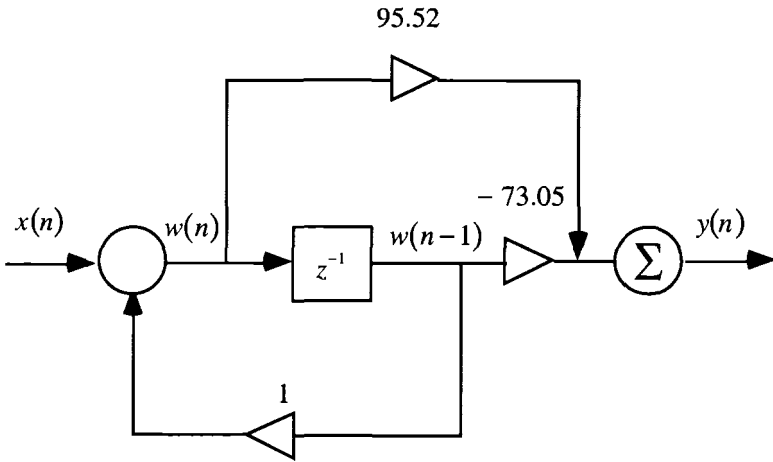 95.52
− 73.05
x(n)
w(n)
w(n−1)
y(n)
z⁻¹
Σ
1